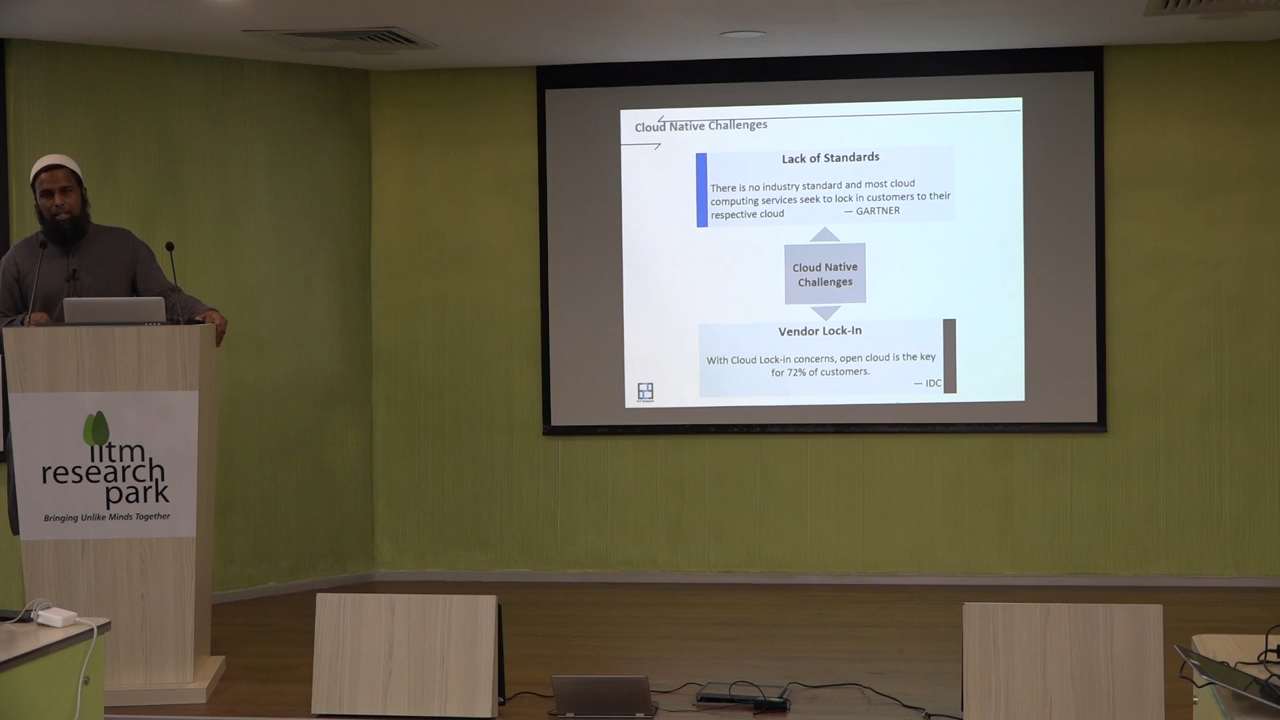 Cloud Native Challenges
Lack of Standards
There is no industry standard and most cloud
computing services seek to lock in customers to their
respective cloud — GARTNER
Cloud Native
Challenges
Vendor Lock-In
With Cloud Lock-in concerns, open cloud is the key
for 72% of customers.
— IDC
iitm
research
park
Bringing Unlike Minds Together